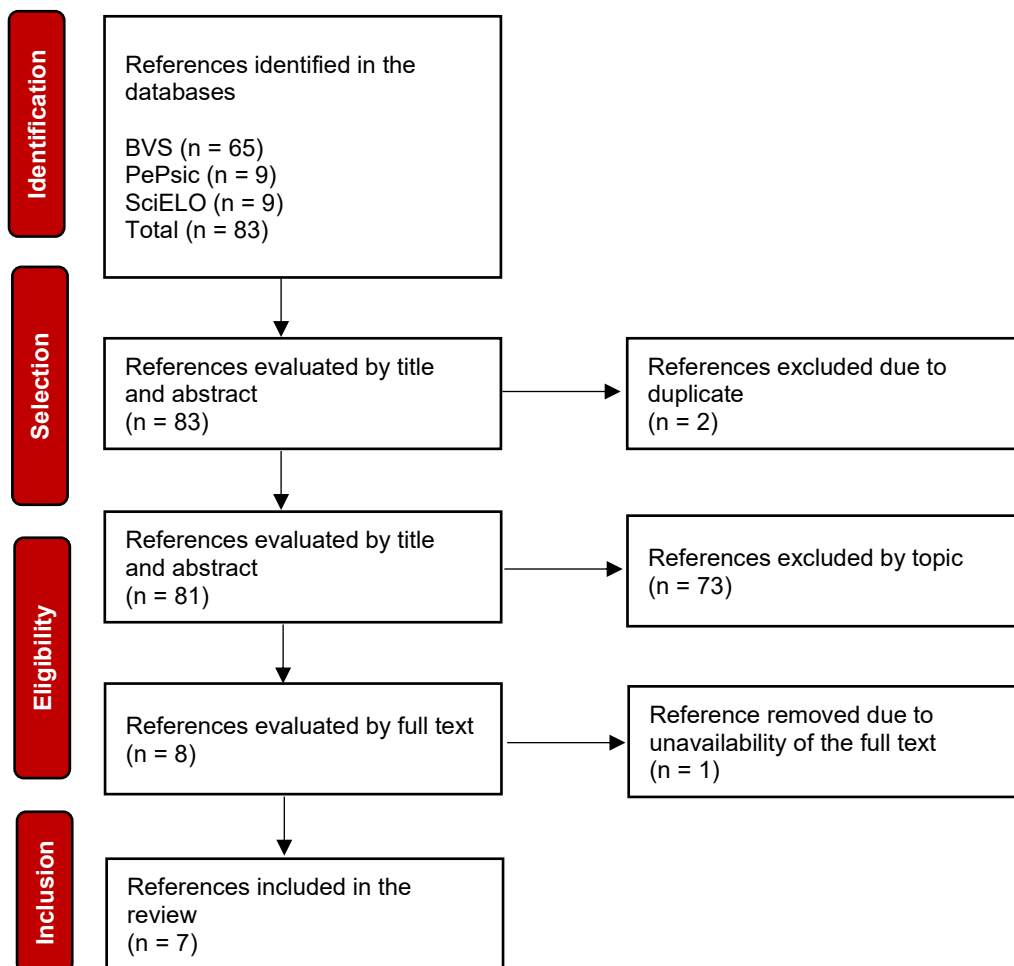 Identification
References identified in the
databases
BVS (n = 65)
PePsic (n = 9)
SciELO (n = 9)
Total (n = 83)
Selection
References evaluated by title
and abstract
(n = 83)
References excluded due to
duplicate
(n = 2)
Eligibility
References evaluated by title
and abstract
(n = 81)
References excluded by topic
(n = 73)
References evaluated by full text
(n = 8)
Reference removed due to
unavailability of the full text
(n = 1)
Inclusion
References included in the
review
(n = 7)